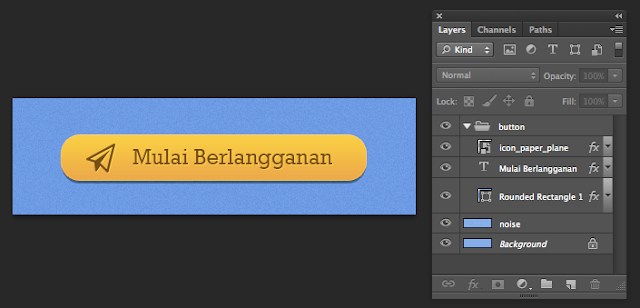 Mulai Berlangganan
Layers Channels Paths
Kind
Normal Opacity: 100%
Lock: Fill: 100%
button
icon_paper_plane fx
T Mulai Berlangganan fx
Rounded Rectangle 1 fx
noise
Background
fx